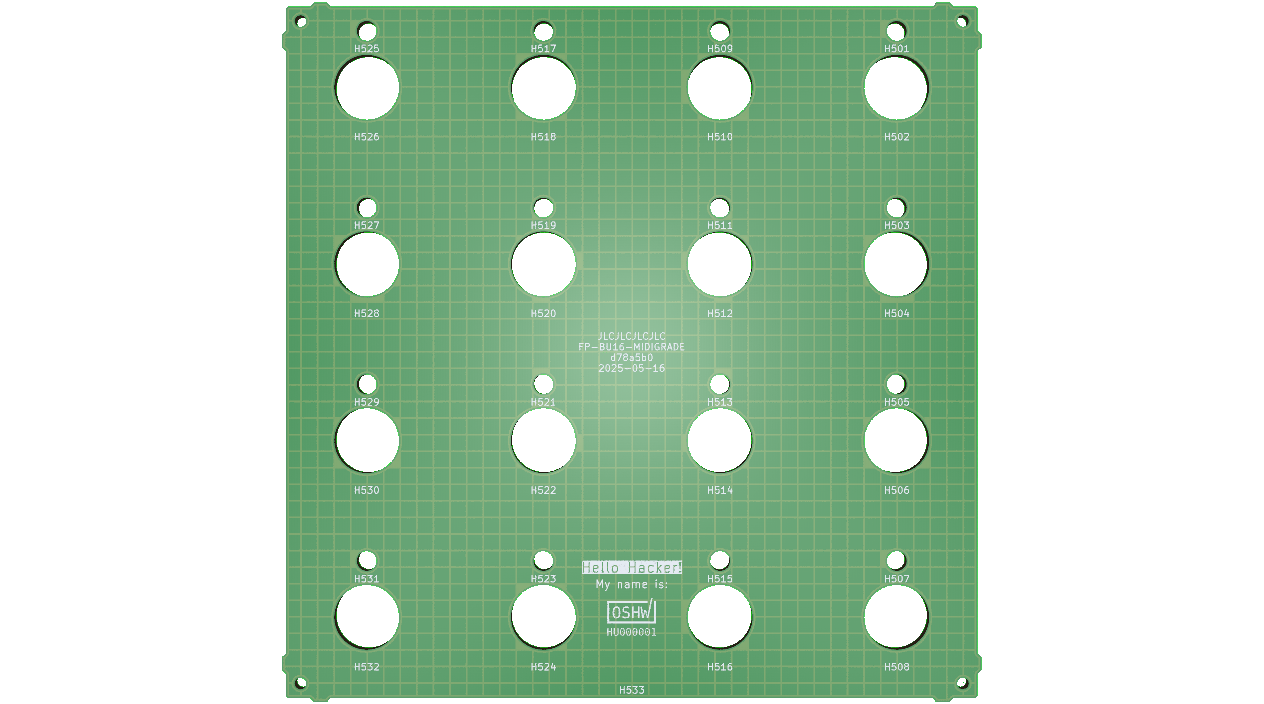 H525 H517 H509 H501
H526 H518 H510 H502
H527 H519 H511 H503
H528 H520 H512 H504
JLCJLCJLCJLC
FP-BU16-MIDIGRADE
d78a5b0
2025-05-16
H529 H521 H513 H505
H530 H522 H514 H506
Hello Hacker!
H531 H523 H515 H507
My name is:
OSHW
HU000001
H532 H524 H516 H508
H533